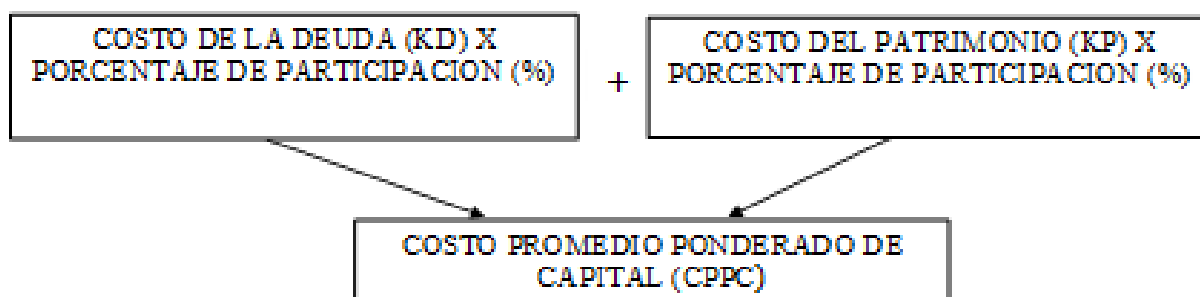 COSTO DE LA DEUDA (KD) X
PORCENTAJE DE PARTICIPACION (%)
+
COSTO DEL PATRIMONIO (KP) X
PORCENTAJE DE PARTICIPACION (%)
COSTO PROMEDIO PONDERADO DE
CAPITAL (CPPC)